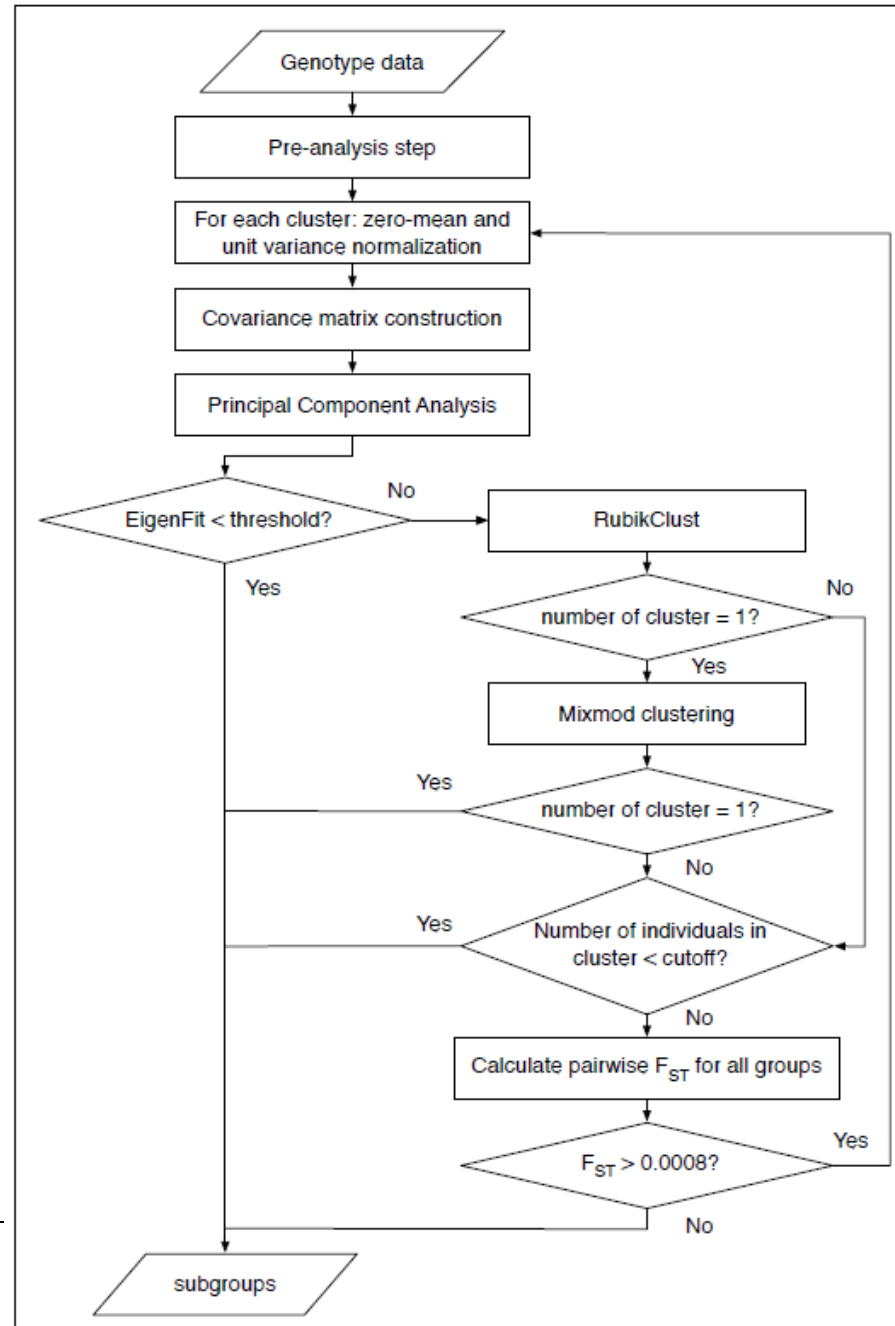 Genotype data
Pre-analysis step
For each cluster: zero-mean and
unit variance normalization
Covariance matrix construction
Principal Component Analysis
EigenFit < threshold?
No
RubikClust
Yes
number of cluster = 1?
No
Yes
Mixmod clustering
Yes
number of cluster = 1?
No
Yes
Number of individuals in
cluster < cutoff?
No
Calculate pairwise F_ST for all groups
Yes
F_ST > 0.0008?
No
subgroups